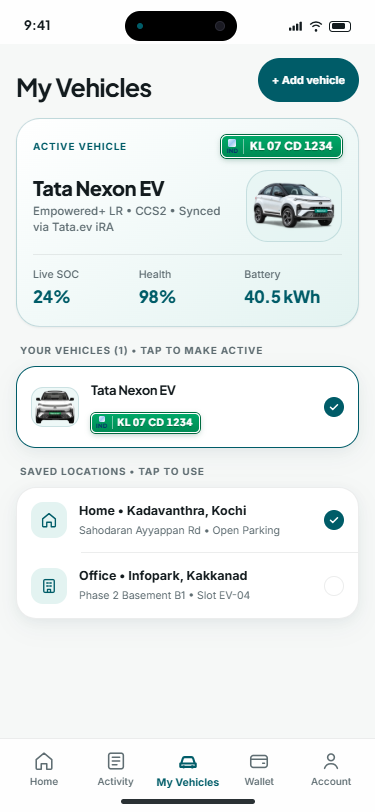 9:41
My Vehicles
+ Add vehicle
ACTIVE VEHICLE
IND KL 07 CD 1234
Tata Nexon EV
Empowered+ LR • CCS2 • Synced
via Tata.ev iRA
Live SOC
24%
Health
98%
Battery
40.5 kWh
YOUR VEHICLES (1) • TAP TO MAKE ACTIVE
Tata Nexon EV
IND KL 07 CD 1234
SAVED LOCATIONS • TAP TO USE
Home • Kadavanthra, Kochi
Sahodaran Ayyappan Rd • Open Parking
Office • Infopark, Kakkanad
Phase 2 Basement B1 • Slot EV-04
Home
Activity
My Vehicles
Wallet
Account